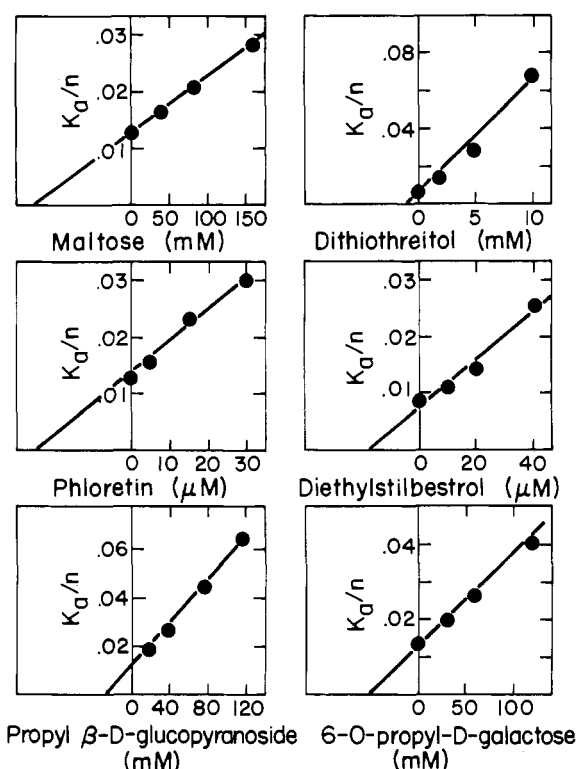 .03
.02
.01
Ka/n
0 50 100 150
Maltose (mM)
.08
.04
Ka/n
0 5 10
Dithiothreitol (mM)
.03
.02
.01
Ka/n
0 10 20 30
Phloretin (μM)
.03
.02
.01
Ka/n
0 20 40
Diethylstilbestrol (μM)
.06
.04
.02
Ka/n
0 40 80 120
Propyl β-D-glucopyranoside
(mM)
.04
.02
Ka/n
0 50 100
6-O-propyl-D-galactose
(mM)